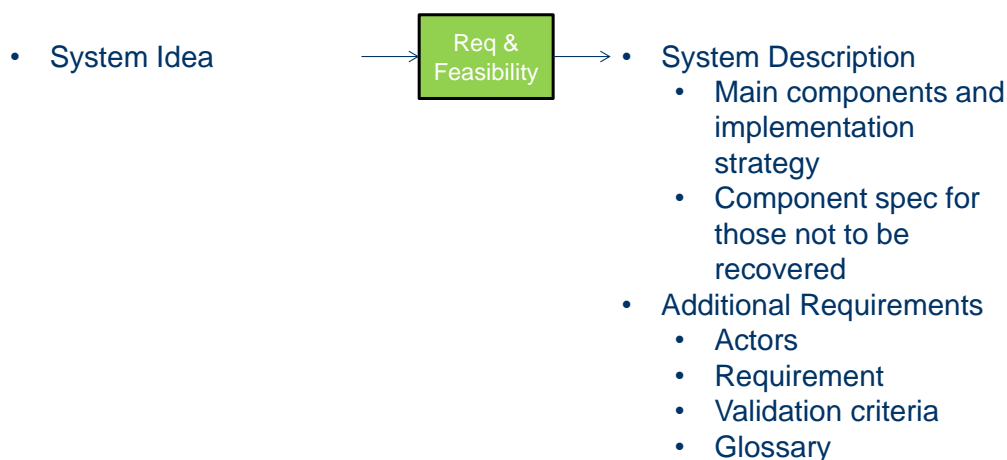 • System Idea
Req &
Feasibility
• System Description
• Main components and
implementation
strategy
• Component spec for
those not to be
recovered
• Additional Requirements
• Actors
• Requirement
• Validation criteria
• Glossary